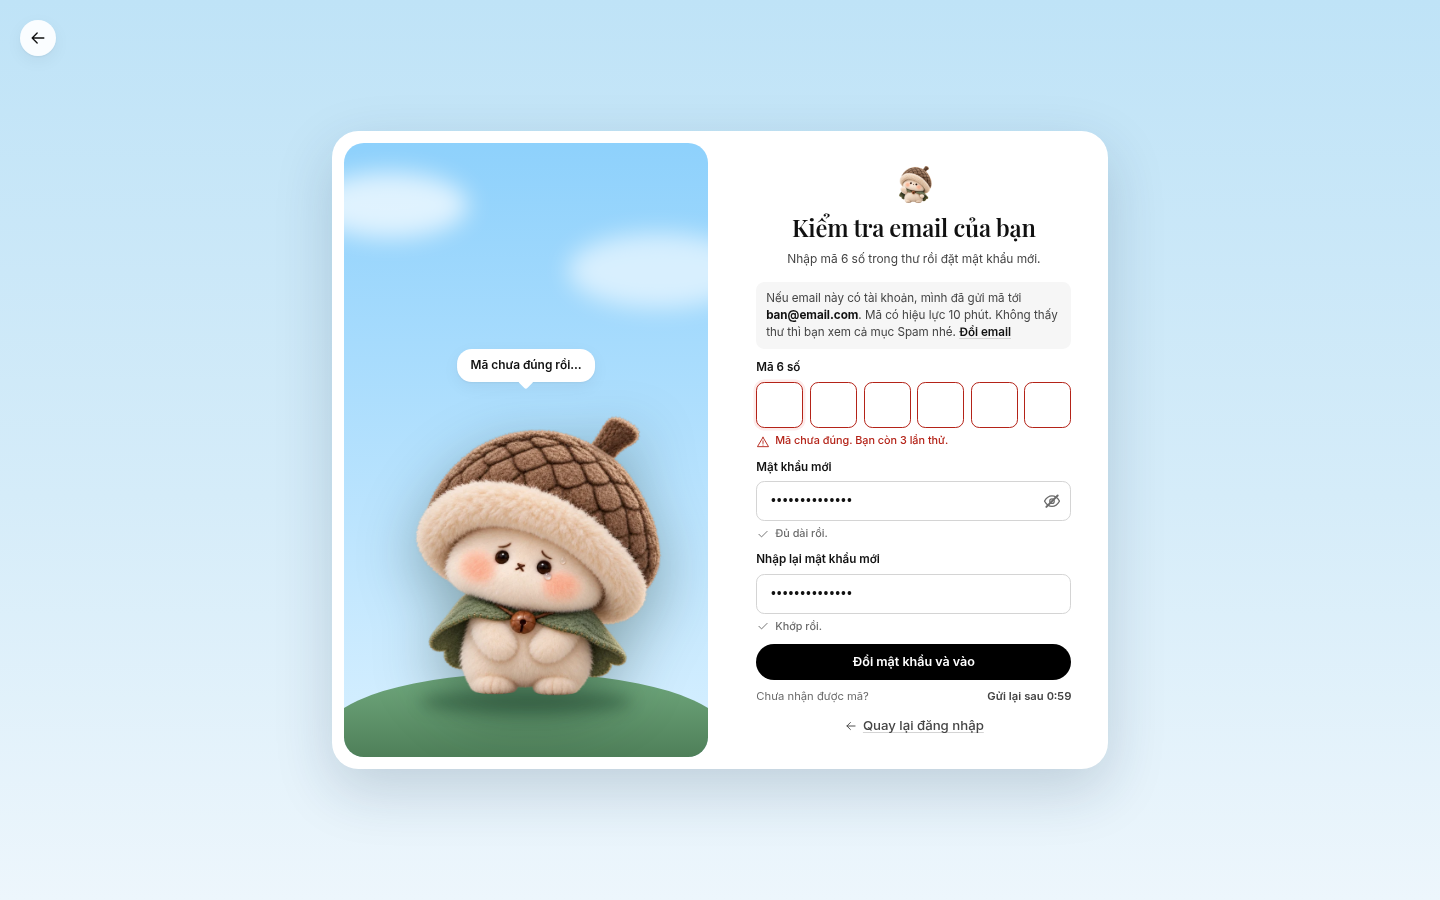 Mã chưa đúng rồi...
Kiểm tra email của bạn
Nhập mã 6 số trong thư rồi đặt mật khẩu mới.
Nếu email này có tài khoản, mình đã gửi mã tới
ban@email.com. Mã có hiệu lực 10 phút. Không thấy
thư thì bạn xem cả mục Spam nhé. Đổi email
Mã 6 số
Mã chưa đúng. Bạn còn 3 lần thử.
Mật khẩu mới
••••••••••••••
Đủ dài rồi.
Nhập lại mật khẩu mới
••••••••••••••
Khớp rồi.
Đổi mật khẩu và vào
Chưa nhận được mã? Gửi lại sau 0:59
Quay lại đăng nhập